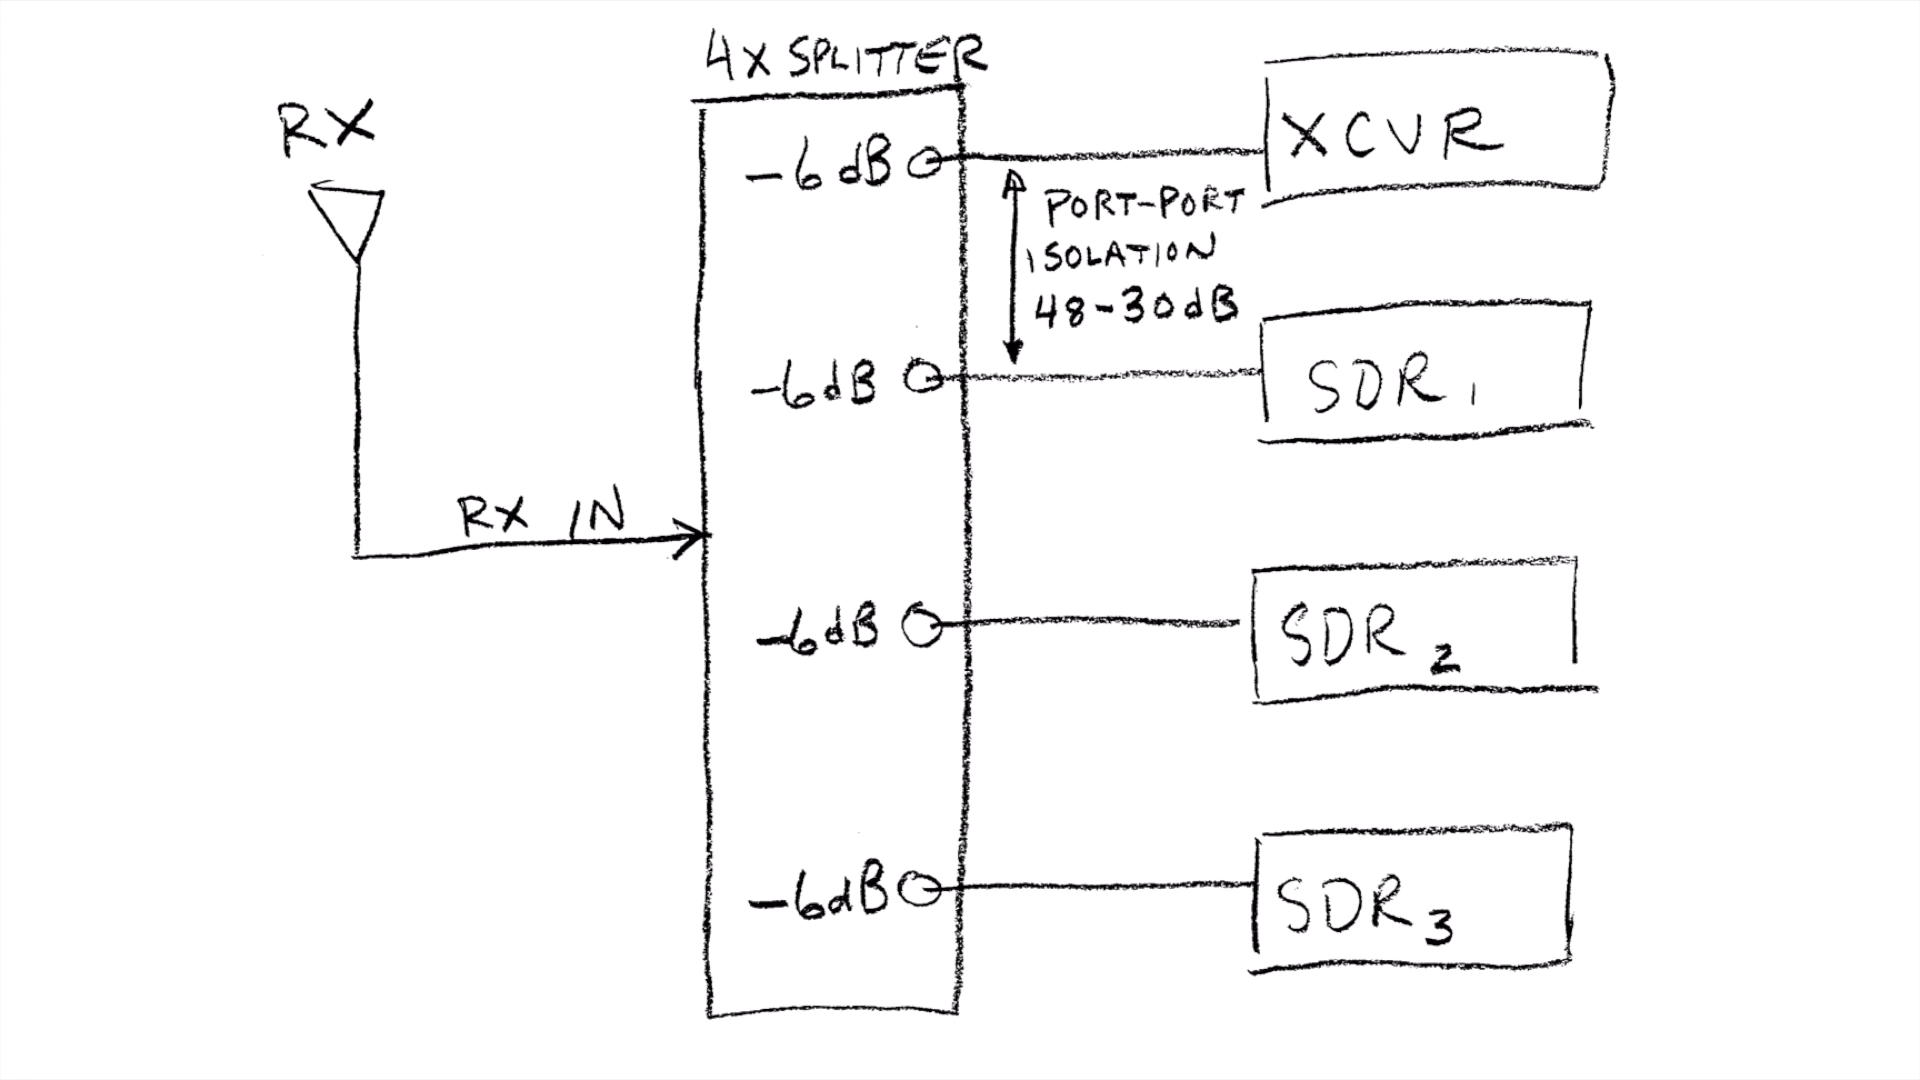 4X SPLITTER
RX
-6dB
XCVR
PORT-PORT
ISOLATION
48-30dB
-6dB
SDR1
RX IN
-6dB
SDR2
-6dB
SDR3